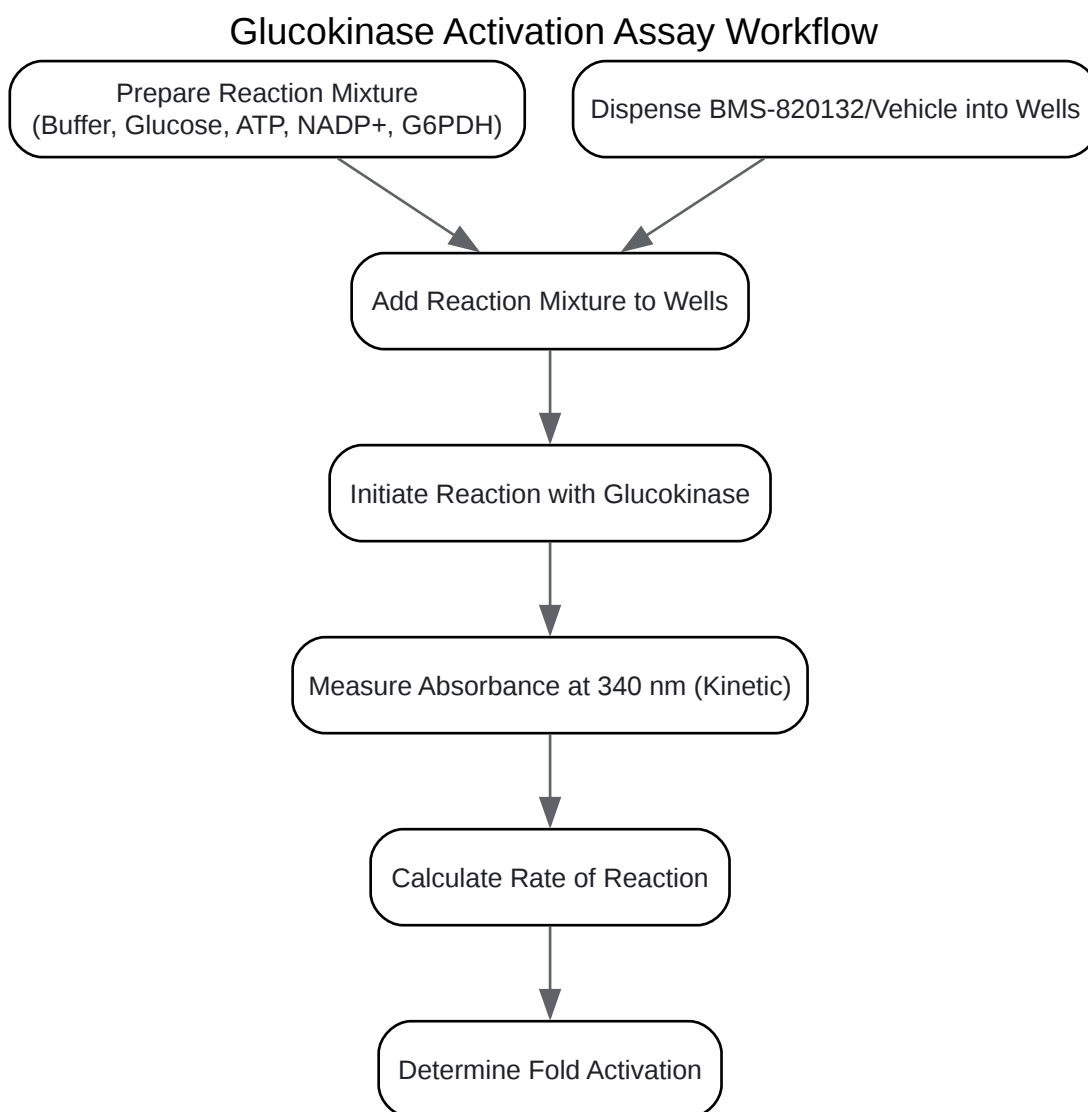 Glucokinase Activation Assay Workflow
Prepare Reaction Mixture
(Buffer, Glucose, ATP, NADP+, G6PDH)
Dispense BMS-820132/Vehicle into Wells
Add Reaction Mixture to Wells
Initiate Reaction with Glucokinase
Measure Absorbance at 340 nm (Kinetic)
Calculate Rate of Reaction
Determine Fold Activation